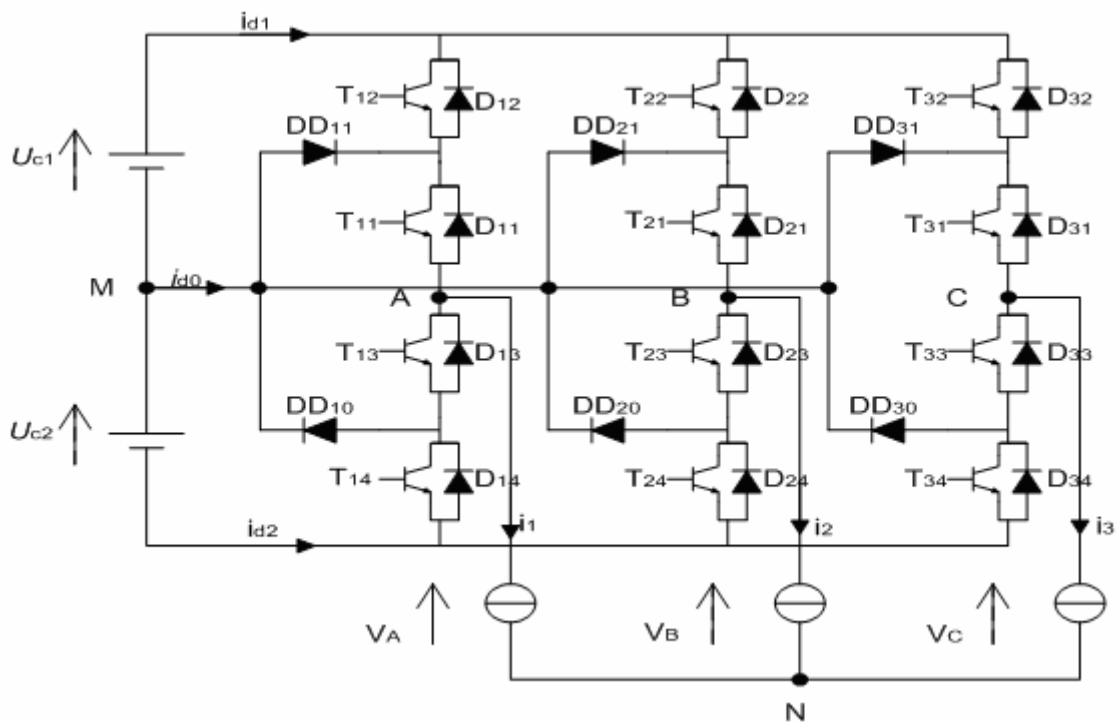 id1
T12 D12 T22 D22 T32 D32
DD11 DD21 DD31
Uc1
T11 D11 T21 D21 T31 D31
M id0 A B C
T13 D13 T23 D23 T33 D33
DD10 DD20 DD30
Uc2
T14 D14 T24 D24 T34 D34
id2 i1 i2 i3
VA VB VC
N